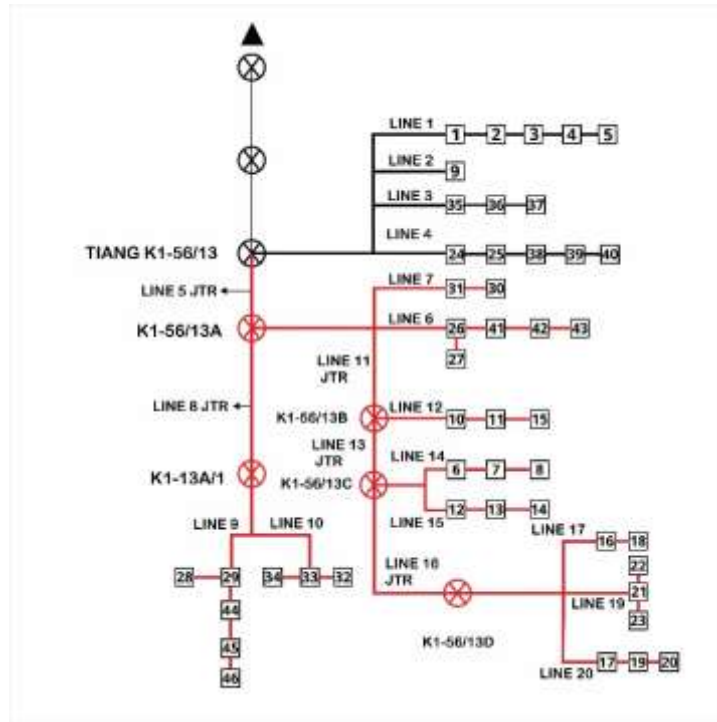 LINE 1
1 2 3 4 5
LINE 2
9
LINE 3
35 36 37
TIANG K1-56/13
LINE 4
24 25 38 39 40
LINE 5 JTR
LINE 7
31 30
K1-56/13A
LINE 6
26 41 42 43
27
LINE 11
JTR
LINE 8 JTR
K1-56/13B
LINE 12
10 11 15
LINE 13
JTR
K1-13A/1
K1-56/13C
LINE 14
6 7 8
12 13 14
LINE 15
LINE 9
LINE 10
28 29 34 33 32
44
45
46
LINE 16
JTR
K1-56/13D
LINE 17
16 18
22
21
LINE 19
23
17 19 20
LINE 20